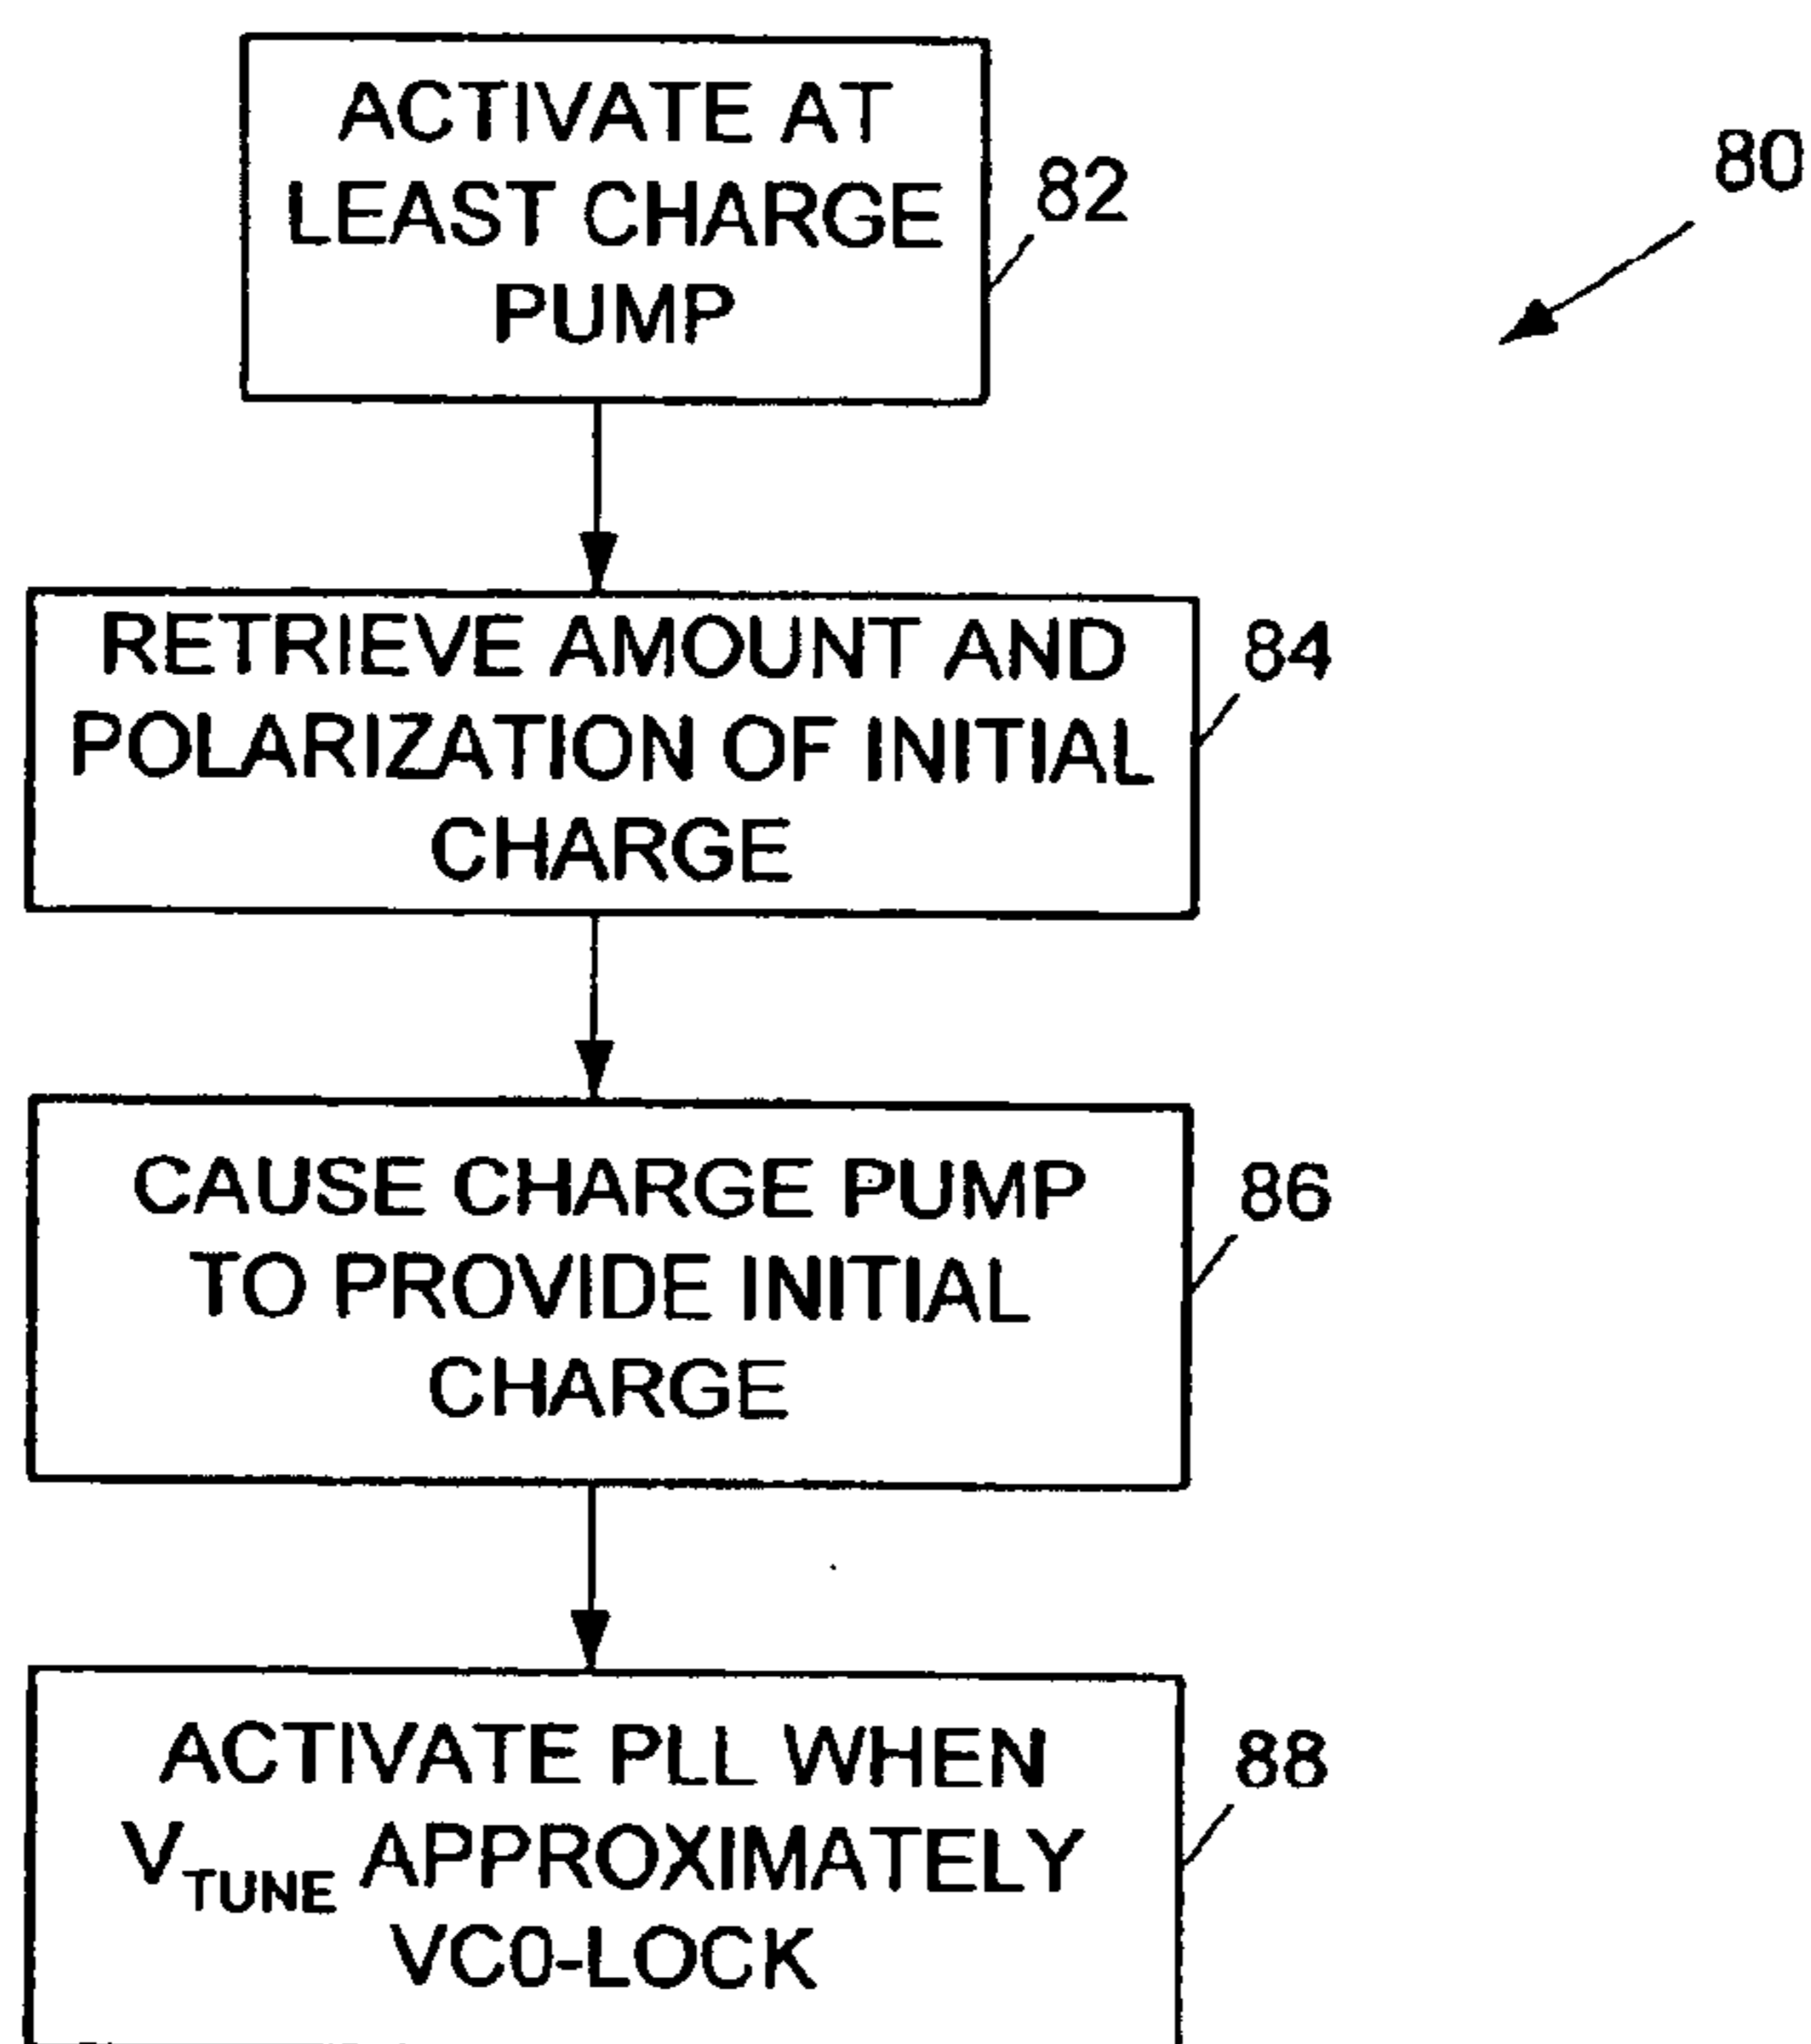 ACTIVATE AT
LEAST CHARGE
PUMP
82
80
RETRIEVE AMOUNT AND
POLARIZATION OF INITIAL
CHARGE
84
CAUSE CHARGE PUMP
TO PROVIDE INITIAL
CHARGE
86
ACTIVATE PLL WHEN
VTUNE APPROXIMATELY
VC0-LOCK
88